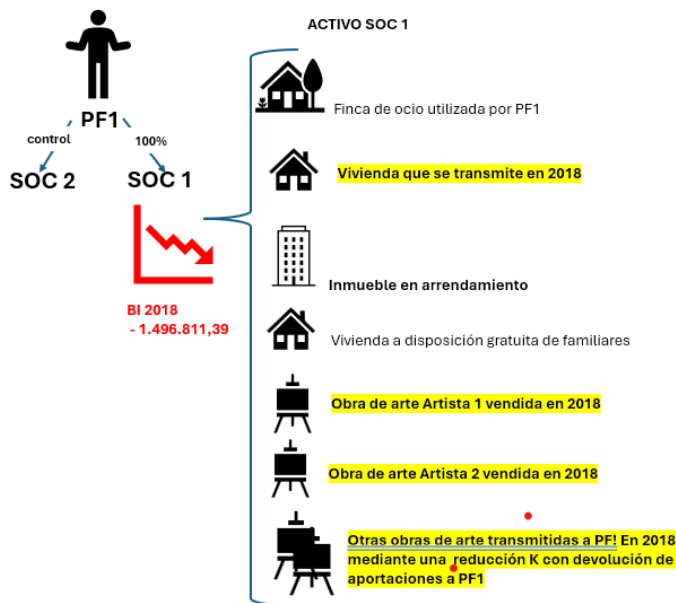 ACTIVO SOC 1
PF1
control
100%
SOC 2
SOC 1
BI 2018
- 1.496.811,39
Finca de ocio utilizada por PF1
Vivienda que se transmite en 2018
Inmueble en arrendamiento
Vivienda a disposición gratuita de familiares
Obra de arte Artista 1 vendida en 2018
Obra de arte Artista 2 vendida en 2018
Otras obras de arte transmitidas a PF! En 2018
mediante una reducción K con devolución de
aportaciones a PF1